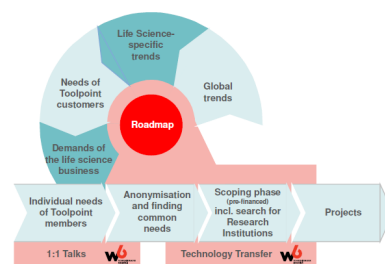 Life Science-
specific
trends
Needs of
Toolpoint
customers
Global
trends
Roadmap
Demands of
the life science
business
Individual needs
of Toolpoint
members
Anonymisation
and finding
common
needs
Scoping phase
(pre-financed)
incl. search for
Research
Institutions
Projects
1:1 Talks
Technology Transfer